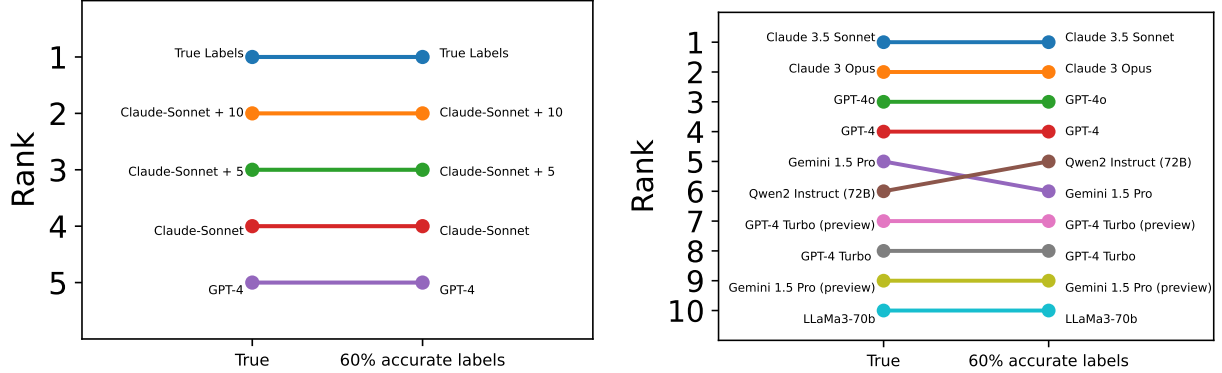 Rank
1
2
3
4
5
True Labels
Claude-Sonnet + 10
Claude-Sonnet + 5
Claude-Sonnet
GPT-4
True Labels
Claude-Sonnet + 10
Claude-Sonnet + 5
Claude-Sonnet
GPT-4
True
60% accurate labels
Rank
1
2
3
4
5
6
7
8
9
10
Claude 3.5 Sonnet
Claude 3 Opus
GPT-4o
GPT-4
Gemini 1.5 Pro
Qwen2 Instruct (72B)
GPT-4 Turbo (preview)
GPT-4 Turbo
Gemini 1.5 Pro (preview)
LLaMa3-70b
Claude 3.5 Sonnet
Claude 3 Opus
GPT-4o
GPT-4
Qwen2 Instruct (72B)
Gemini 1.5 Pro
GPT-4 Turbo (preview)
GPT-4 Turbo
Gemini 1.5 Pro (preview)
LLaMa3-70b
True
60% accurate labels